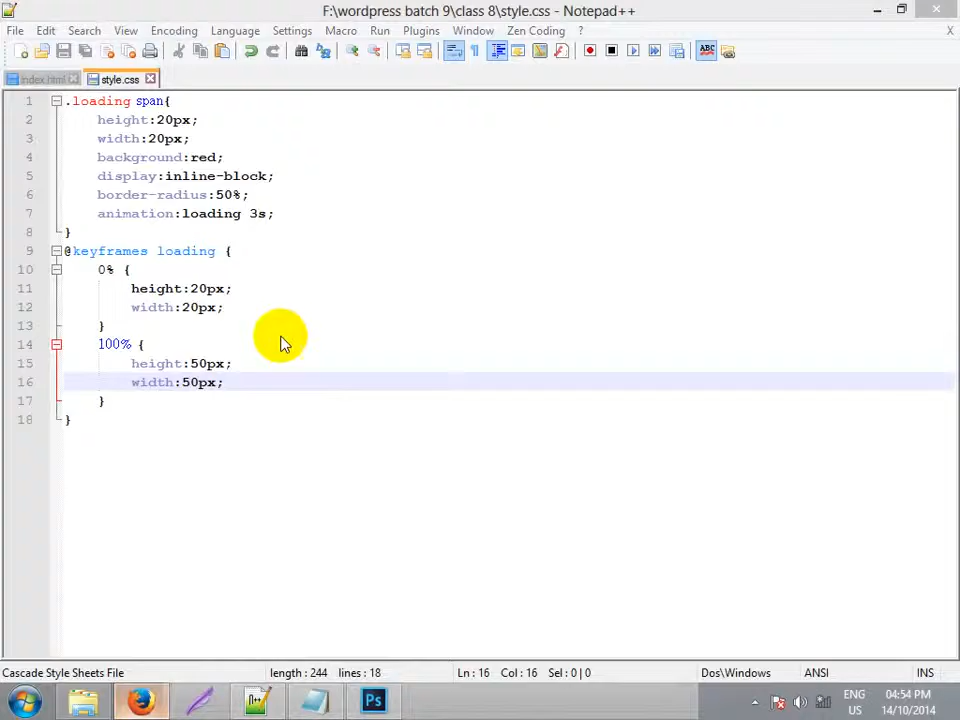 F:\wordpress batch 9\class 8\style.css - Notepad++
File Edit Search View Encoding Language Settings Macro Run Plugins Window Zen Coding ? X
ABC
index.html style.css
1 .loading span{
2 height:20px;
3 width:20px;
4 background:red;
5 display:inline-block;
6 border-radius:50%;
7 animation:loading 3s;
8 }
9 @keyframes loading {
10 0% {
11 height:20px;
12 width:20px;
13 }
14 100% {
15 height:50px;
16 width:50px;
17 }
18 }
Cascade Style Sheets File length : 244 lines : 18 Ln : 16 Col : 16 Sel : 0 | 0 Dos\Windows ANSI INS
Ps
ENG 04:54 PM
US 14/10/2014